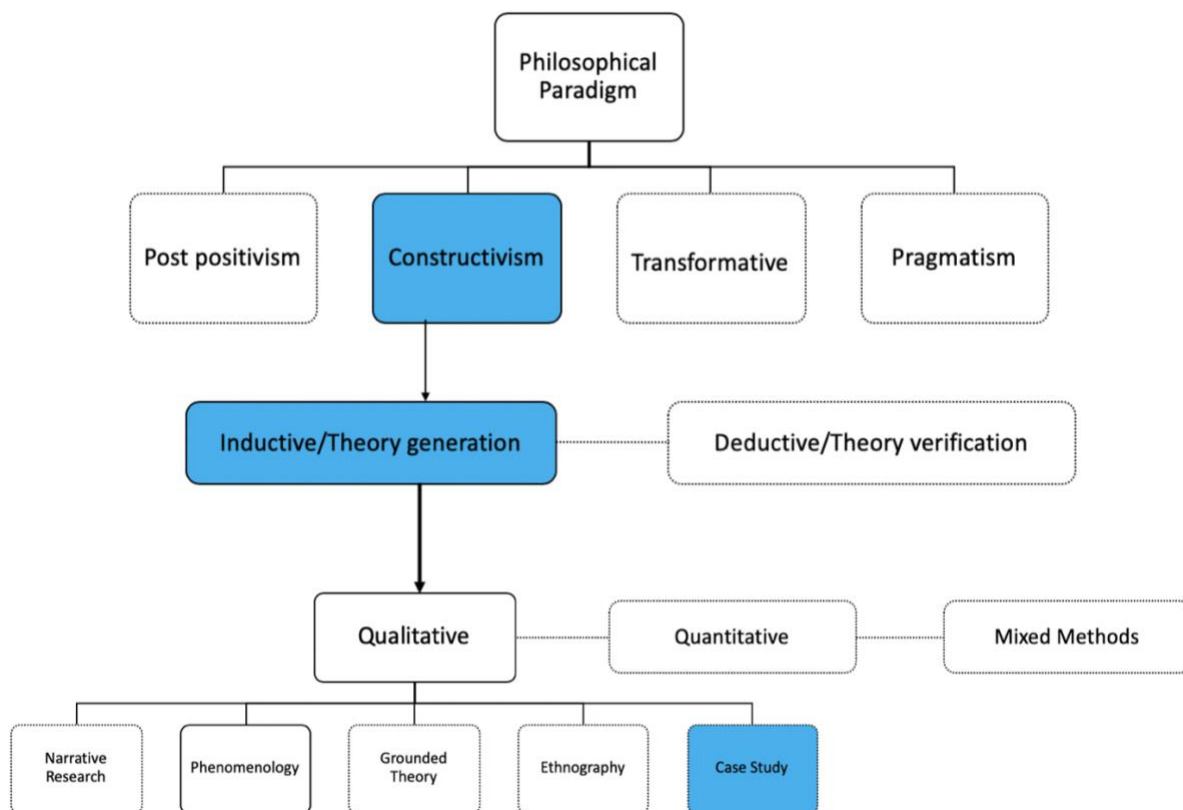 Philosophical
Paradigm
Post positivism
Constructivism
Transformative
Pragmatism
Inductive/Theory generation
Deductive/Theory verification
Qualitative
Quantitative
Mixed Methods
Narrative
Research
Phenomenology
Grounded
Theory
Ethnography
Case Study